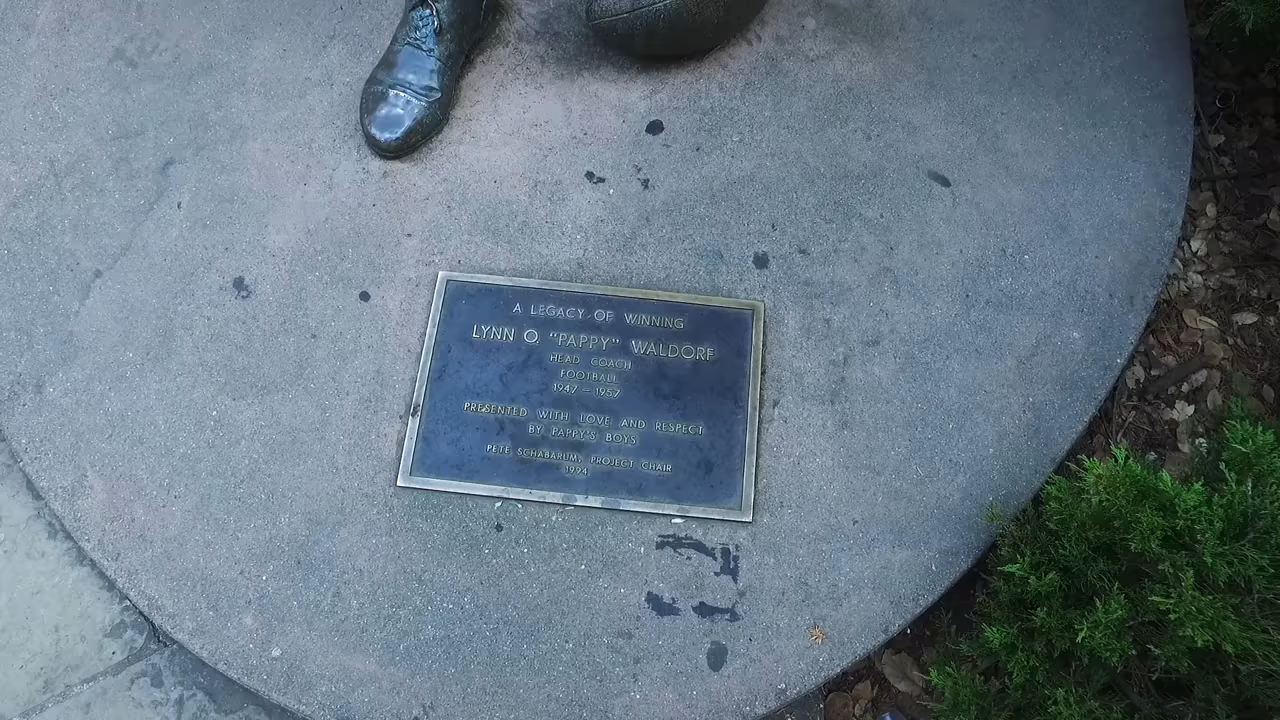 A LEGACY OF WINNING
LYNN O. "PAPPY" WALDORF
HEAD COACH
FOOTBALL
1947 - 1957
PRESENTED WITH LOVE AND RESPECT
BY PAPPY'S BOYS
PETE SCHABARUM, PROJECT CHAIR
1994